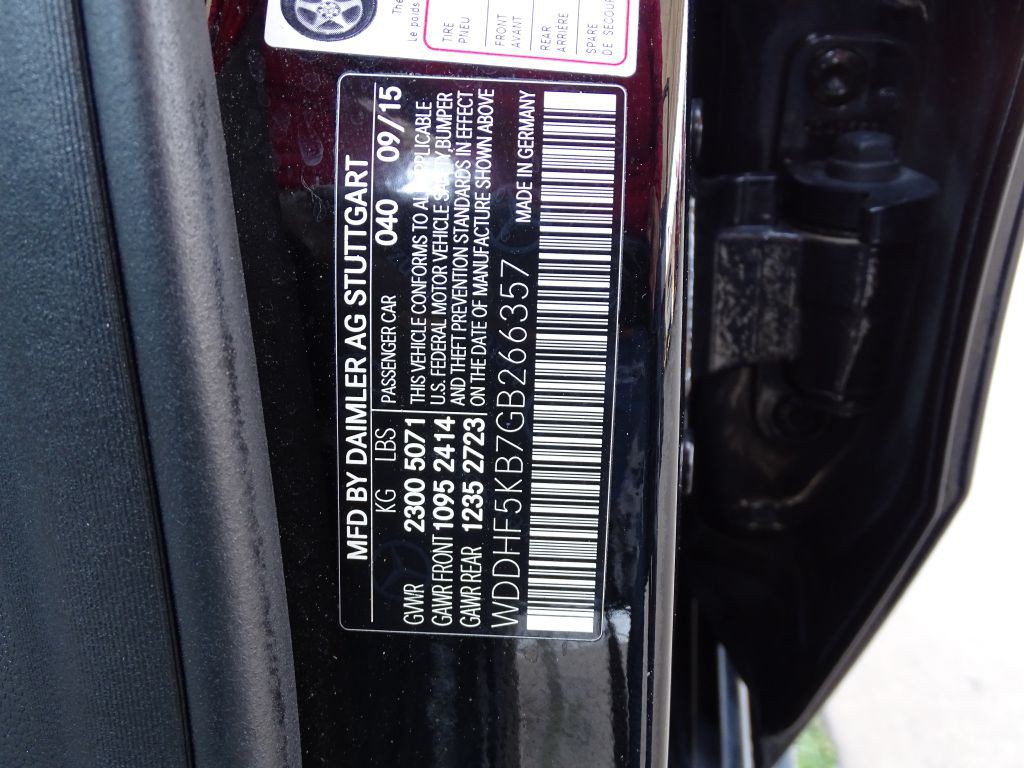 The
Le poids
TIRE
PNEU
FRONT
AVANT
REAR
ARRIERE
SPARE
DE SECOUR
MFD BY DAIMLER AG STUTTGART
KG LBS PASSENGER CAR 040 09/15
GVWR 2300 5071 THIS VEHICLE CONFORMS TO ALL APPLICABLE
GAWR FRONT 1095 2414 U.S. FEDERAL MOTOR VEHICLE SAFETY,BUMPER
GAWR REAR 1235 2723 AND THEFT PREVENTION STANDARDS IN EFFECT
ON THE DATE OF MANUFACTURE SHOWN ABOVE
WDDHF5KB7GB266357 MADE IN GERMANY